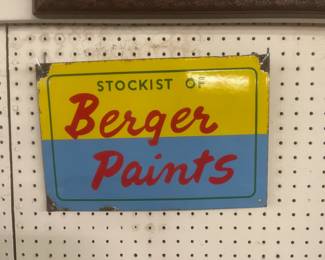 STOCKIST OF
Berger
Paints